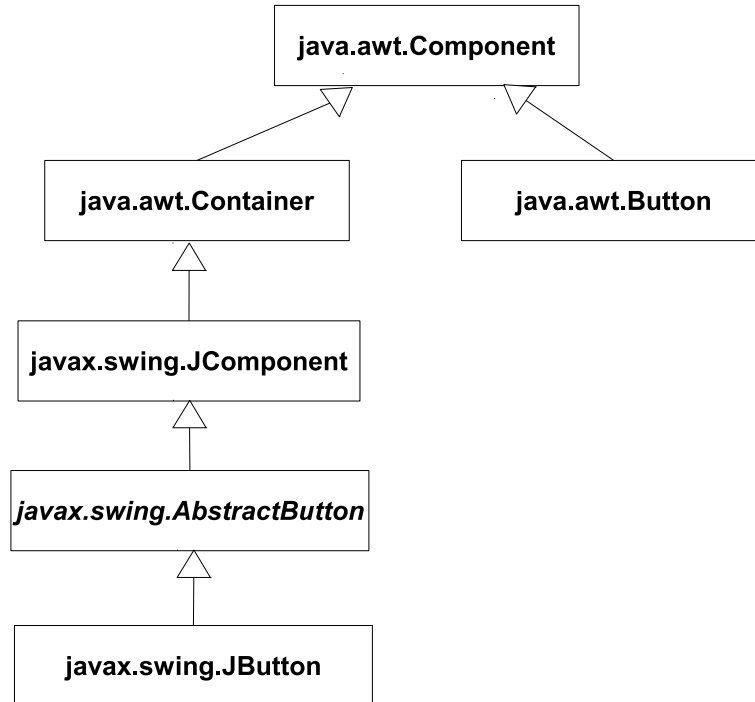 java.awt.Component
java.awt.Container
java.awt.Button
javax.swing.JComponent
javax.swing.AbstractButton
javax.swing.JButton